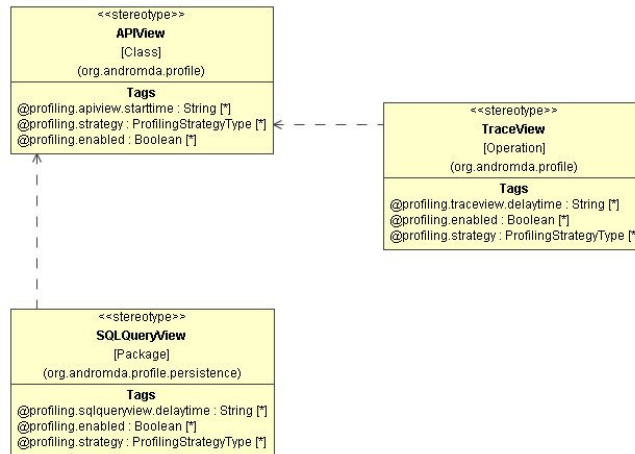 <<stereotype>>
APIView
[Class]
(org.andromda.profile)
Tags
@profiling.apiview.starttime : String [*]
@profiling.strategy : ProfilingStrategyType [*]
@profiling.enabled : Boolean [*]
<<stereotype>>
TraceView
[Operation]
(org.andromda.profile)
Tags
@profiling.traceview.delaytime : String [*]
@profiling.enabled : Boolean [*]
@profiling.strategy : ProfilingStrategyType [*
<<stereotype>>
SQLQueryView
[Package]
(org.andromda.profile.persistence)
Tags
@profiling.sqlqueryview.delaytime : String [*]
@profiling.enabled : Boolean [*]
@profiling.strategy : ProfilingStrategyType [*]